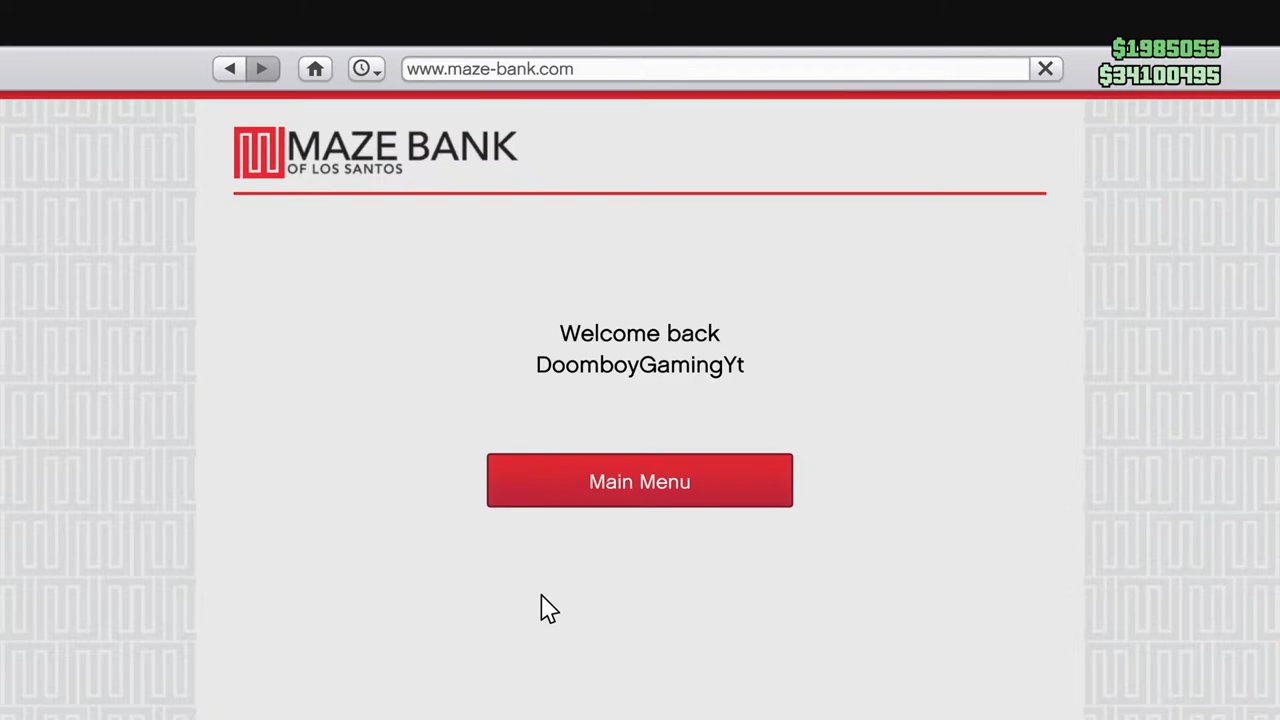 $1985053
www.maze-bank.com
$34100495
MAZE BANK
OF LOS SANTOS
Welcome back
DoomboyGamingYt
Main Menu